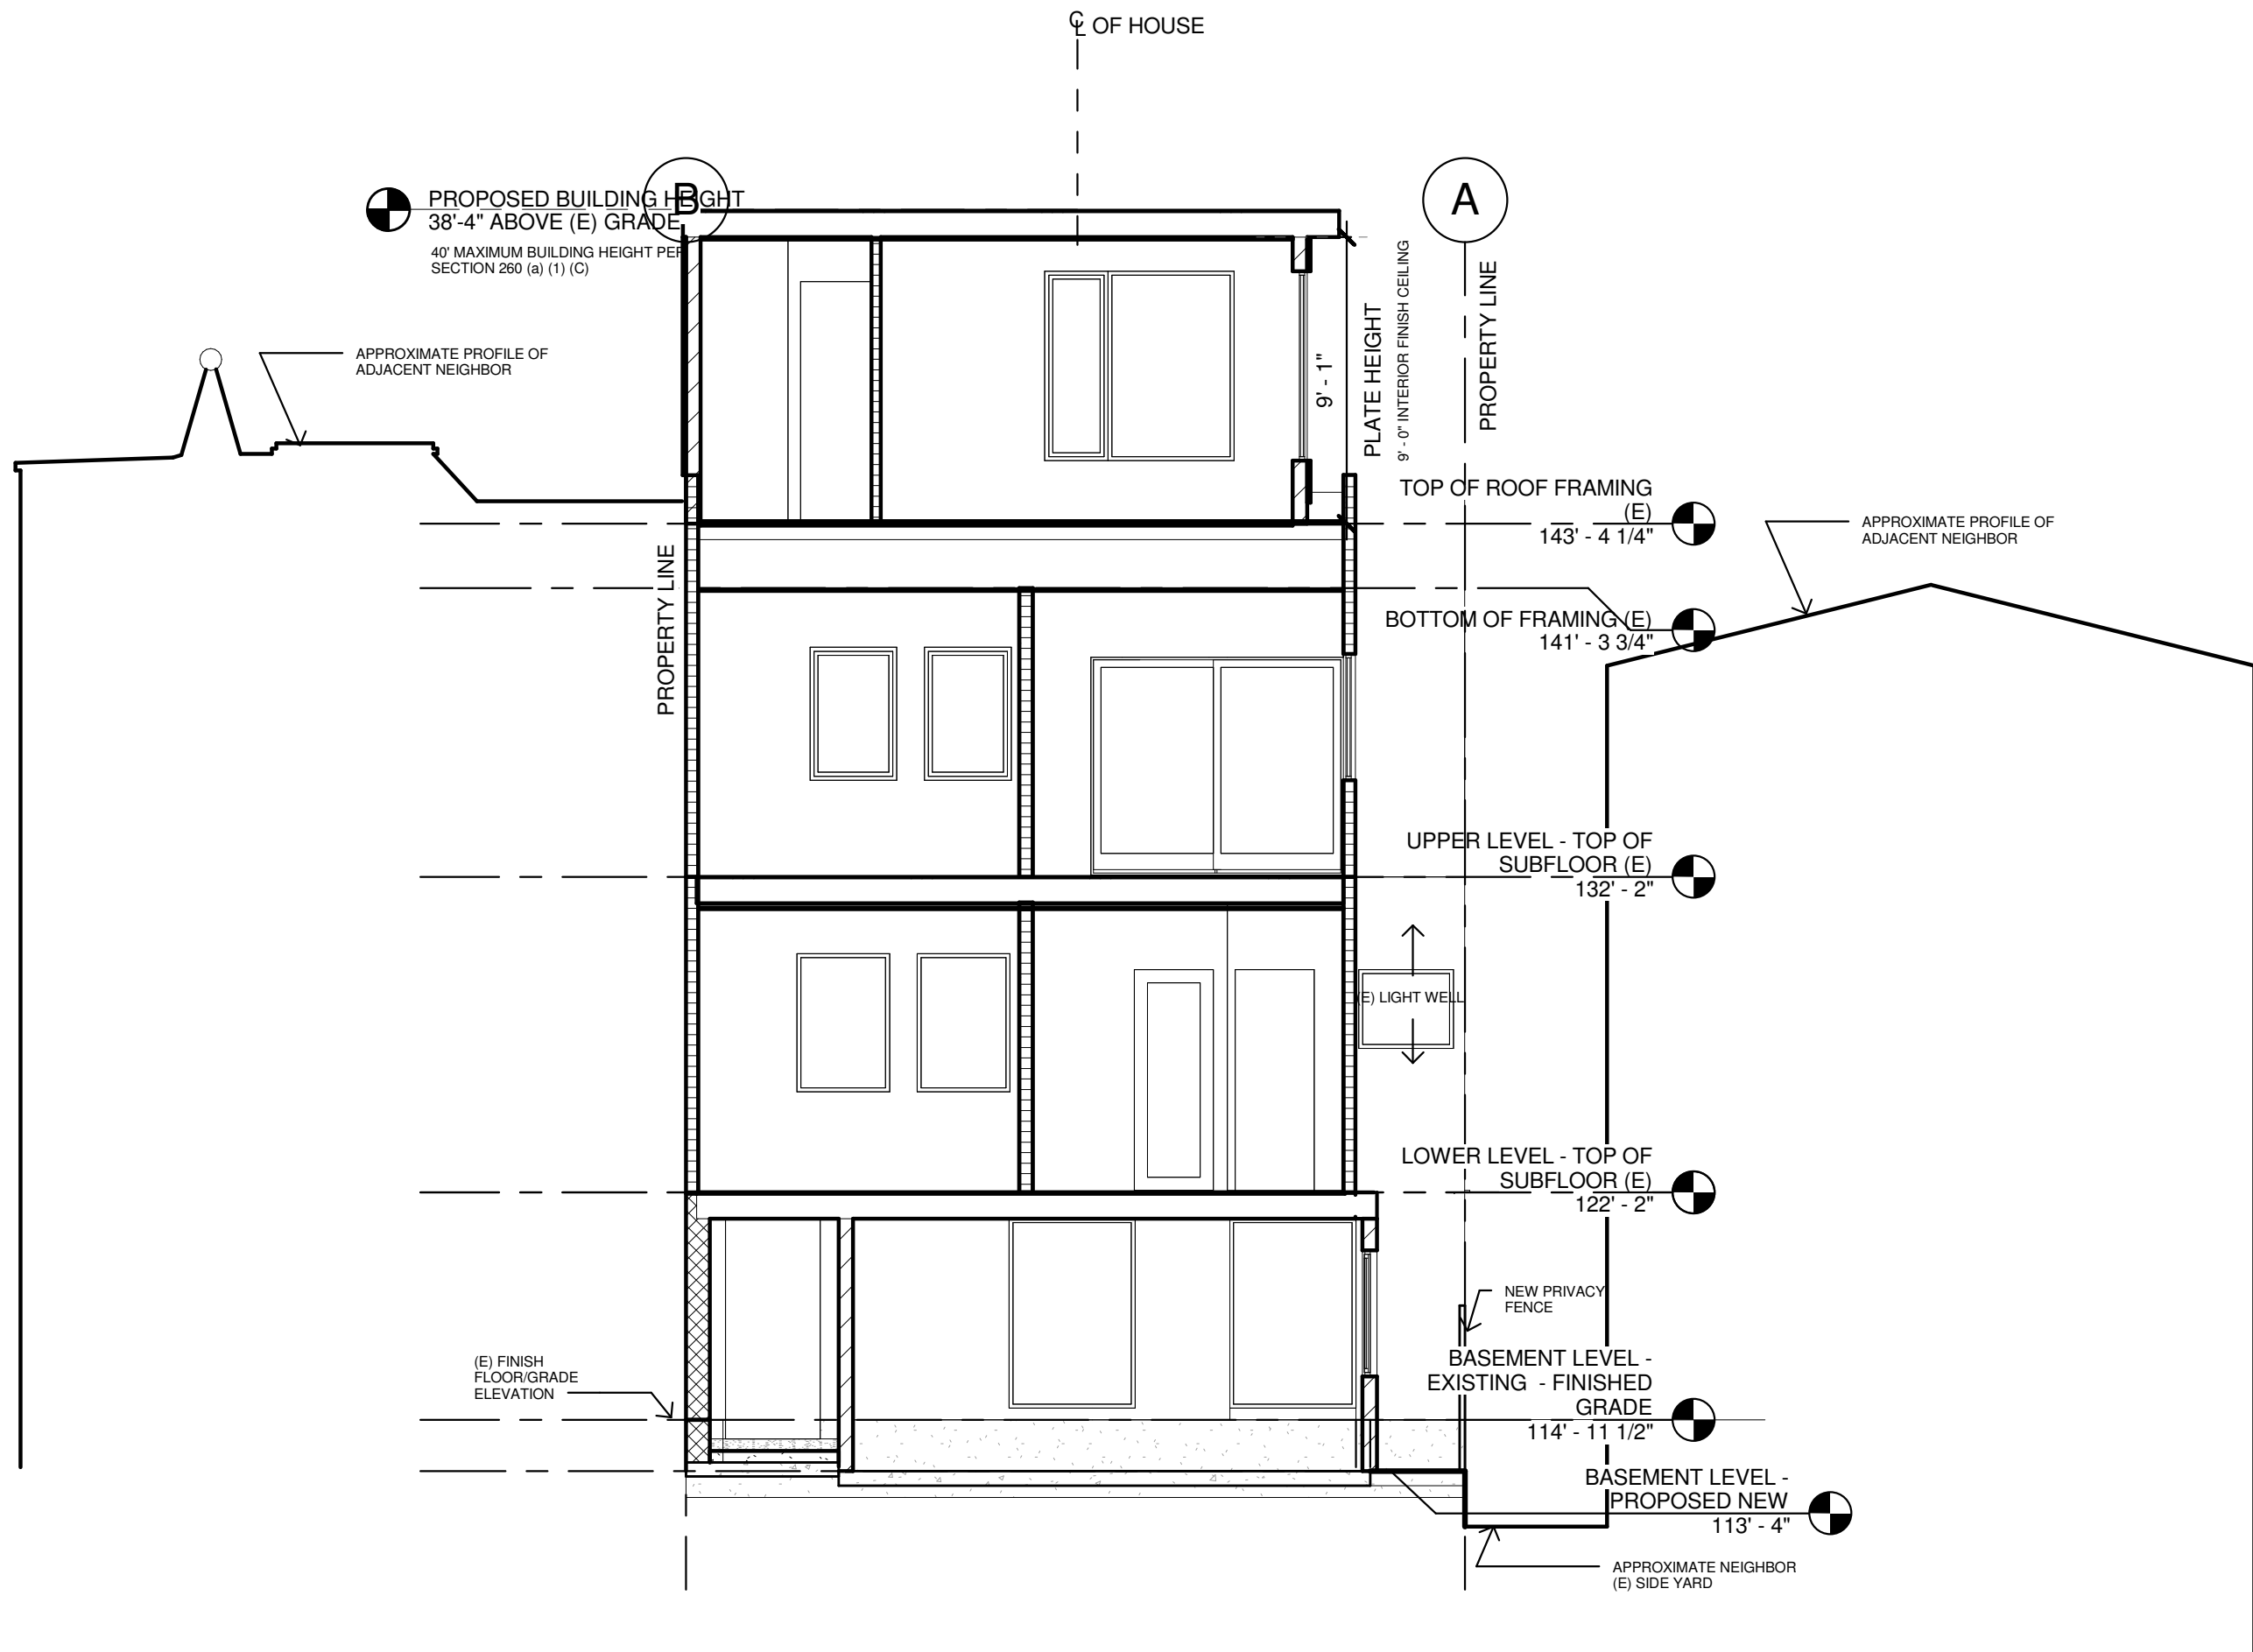 ℄ OF HOUSE
PROPOSED BUILDING HEIGHT
38'-4" ABOVE (E) GRADE
40' MAXIMUM BUILDING HEIGHT PER
SECTION 260 (a) (1) (C)
B
A
APPROXIMATE PROFILE OF
ADJACENT NEIGHBOR
9' - 1"
PLATE HEIGHT
9' - 0" INTERIOR FINISH CEILING
PROPERTY LINE
TOP OF ROOF FRAMING
(E)
143' - 4 1/4"
APPROXIMATE PROFILE OF
ADJACENT NEIGHBOR
PROPERTY LINE
BOTTOM OF FRAMING (E)
141' - 3 3/4"
UPPER LEVEL - TOP OF
SUBFLOOR (E)
132' - 2"
(E) LIGHT WELL
LOWER LEVEL - TOP OF
SUBFLOOR (E)
122' - 2"
NEW PRIVACY
FENCE
(E) FINISH
FLOOR/GRADE
ELEVATION
BASEMENT LEVEL -
EXISTING - FINISHED
GRADE
114' - 11 1/2"
BASEMENT LEVEL -
PROPOSED NEW
113' - 4"
APPROXIMATE NEIGHBOR
(E) SIDE YARD